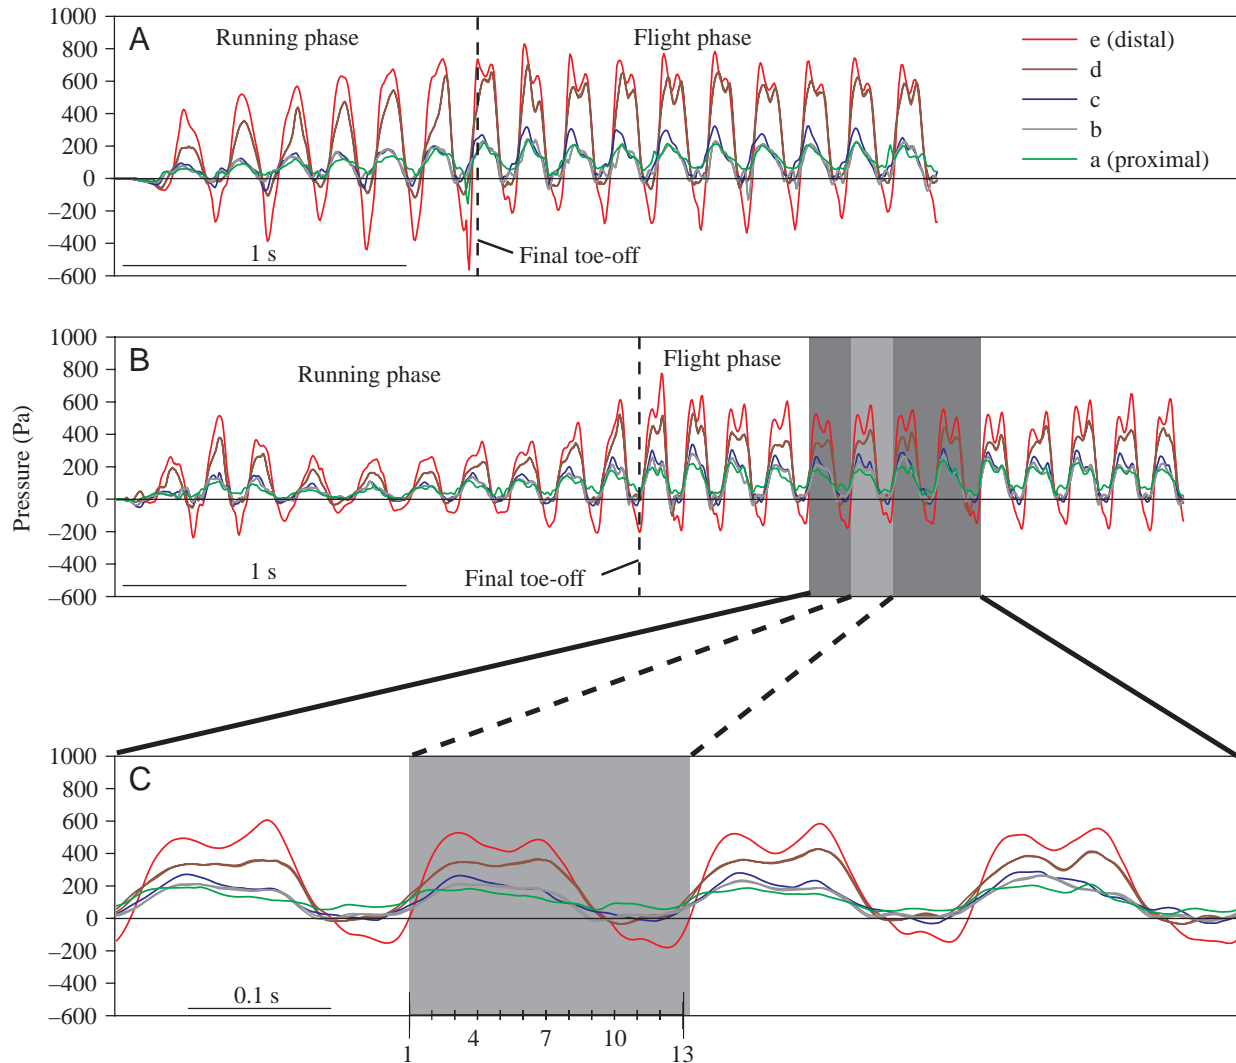 1000
800
600
400
200
0
–200
–400
–600
A
Running phase
Flight phase
e (distal)
d
c
b
a (proximal)
1 s
Final toe-off
1000
800
600
400
200
0
–200
–400
–600
Pressure (Pa)
B
Running phase
Flight phase
1 s
Final toe-off
1000
800
600
400
200
0
–200
–400
–600
C
0.1 s
4 7 10
1 13